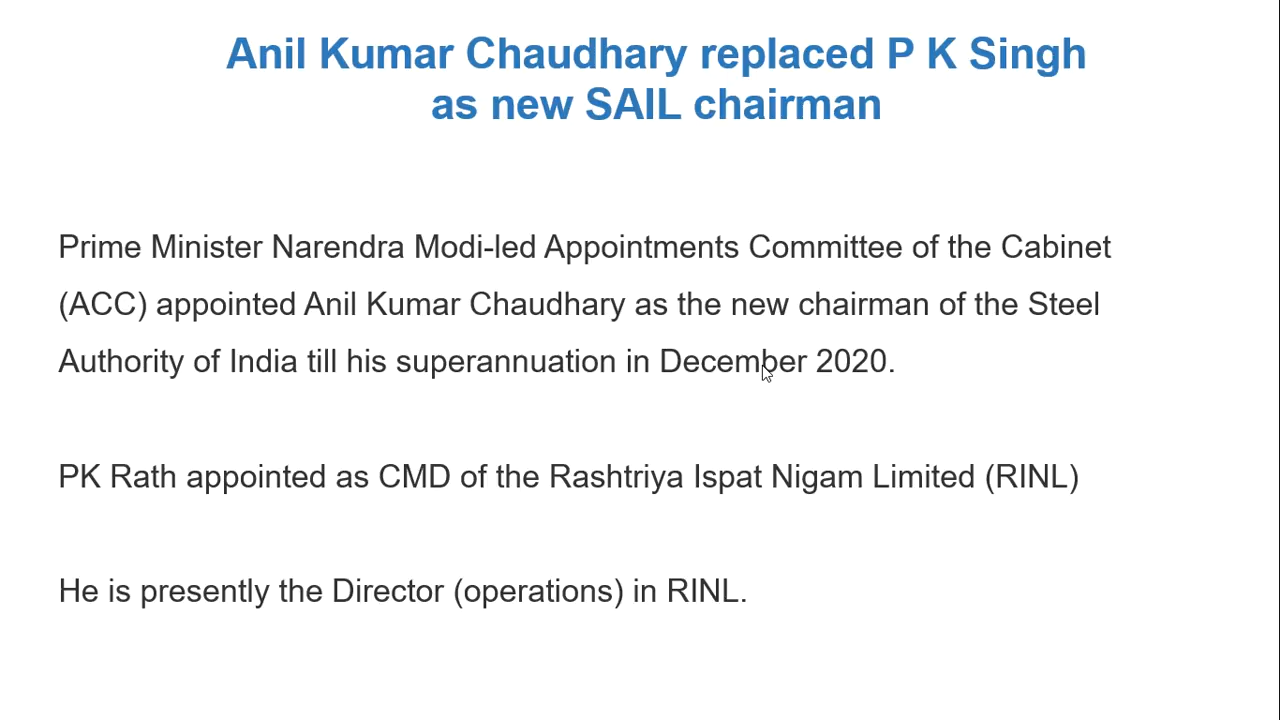 Anil Kumar Chaudhary replaced P K Singh
as new SAIL chairman
Prime Minister Narendra Modi-led Appointments Committee of the Cabinet
(ACC) appointed Anil Kumar Chaudhary as the new chairman of the Steel
Authority of India till his superannuation in December 2020.
PK Rath appointed as CMD of the Rashtriya Ispat Nigam Limited (RINL)
He is presently the Director (operations) in RINL.